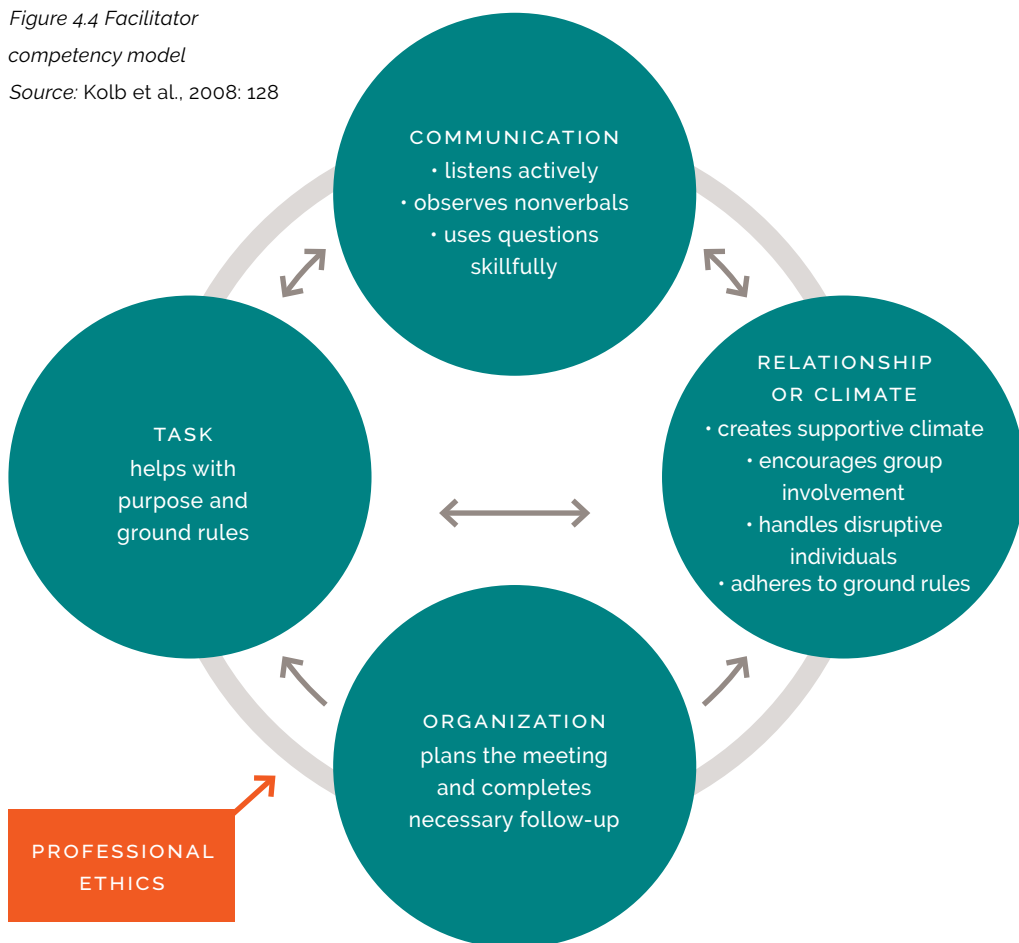 Figure 4.4 Facilitator
competency model
Source: Kolb et al., 2008: 128
COMMUNICATION
• listens actively
• observes nonverbals
• uses questions
skillfully
TASK
helps with
purpose and
ground rules
RELATIONSHIP
OR CLIMATE
• creates supportive climate
• encourages group
involvement
• handles disruptive
individuals
• adheres to ground rules
ORGANIZATION
plans the meeting
and completes
necessary follow-up
PROFESSIONAL
ETHICS